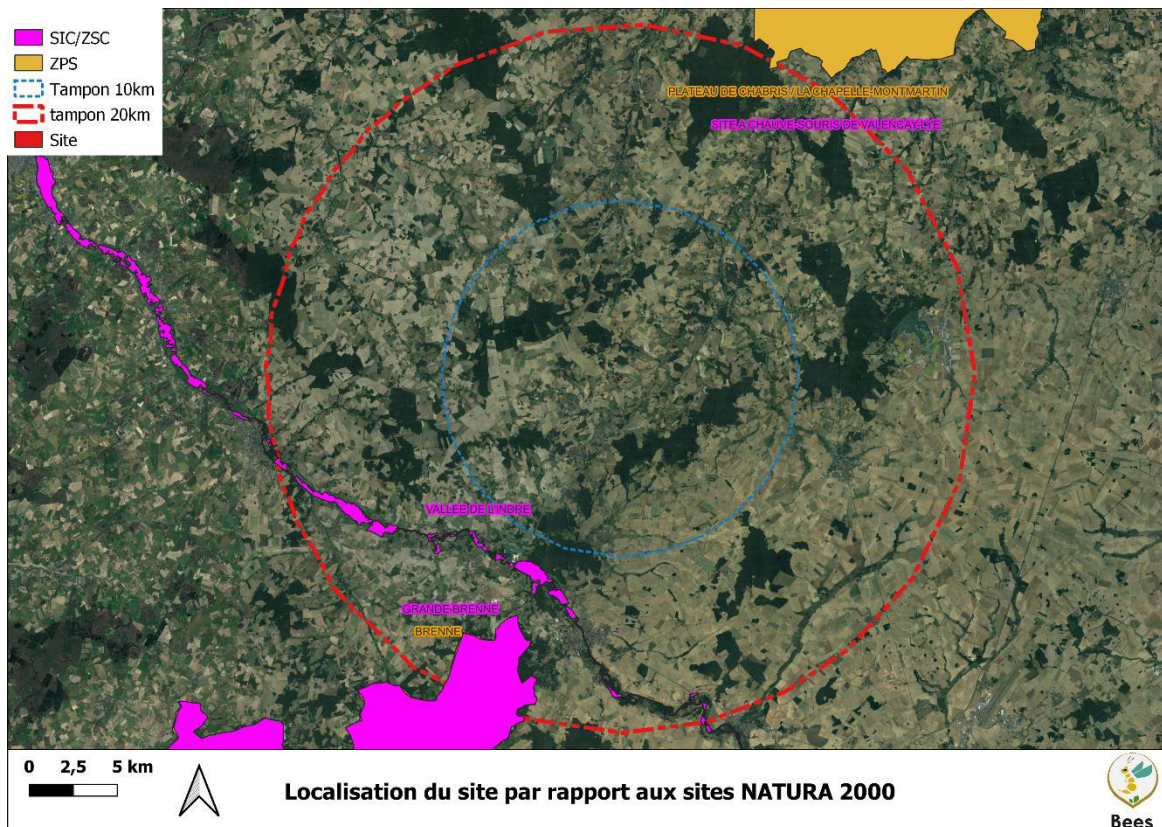 SIC/ZSC
ZPS
Tampon 10km
tampon 20km
Site
PLATEAU DE CHABRIS / LA CHAPELLE-MONTMARTIN
SITE A CHAUVE-SOURIS DE VALENCAY-LYE
VALLEE DE L'INDRE
GRANDE BRENNE
BRENNE
0 2,5 5 km
Localisation du site par rapport aux sites NATURA 2000
Bees